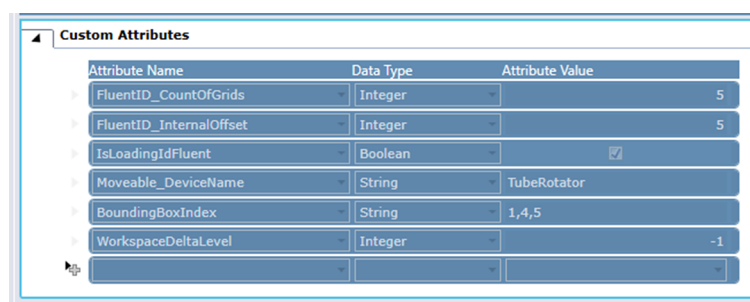 Custom Attributes
Attribute Name Data Type Attribute Value
FluentID_CountOfGrids Integer 5
FluentID_InternalOffset Integer 5
IsLoadingIdFluent Boolean
Moveable_DeviceName String TubeRotator
BoundingBoxIndex String 1,4,5
WorkspaceDeltaLevel Integer -1